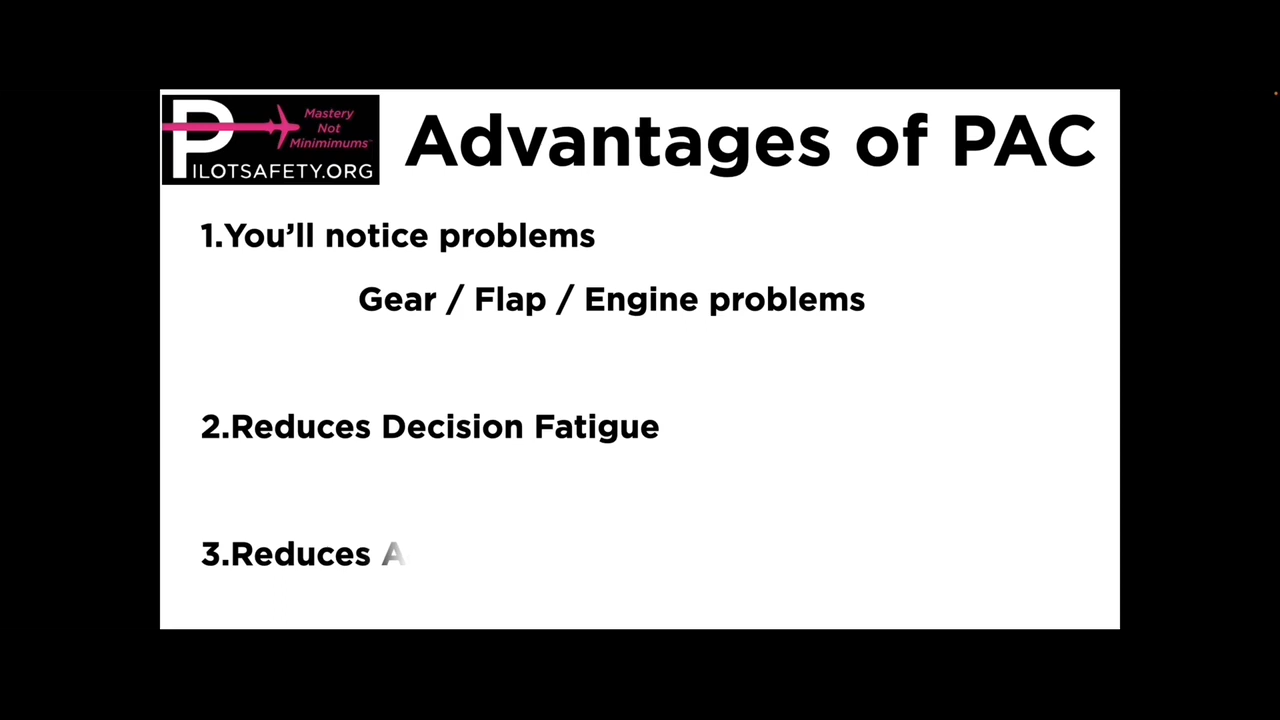 Mastery
Not
Minimimums™
PILOTSAFETY.ORG
Advantages of PAC
1.You’ll notice problems
Gear / Flap / Engine problems
2.Reduces Decision Fatigue
3.Reduces A